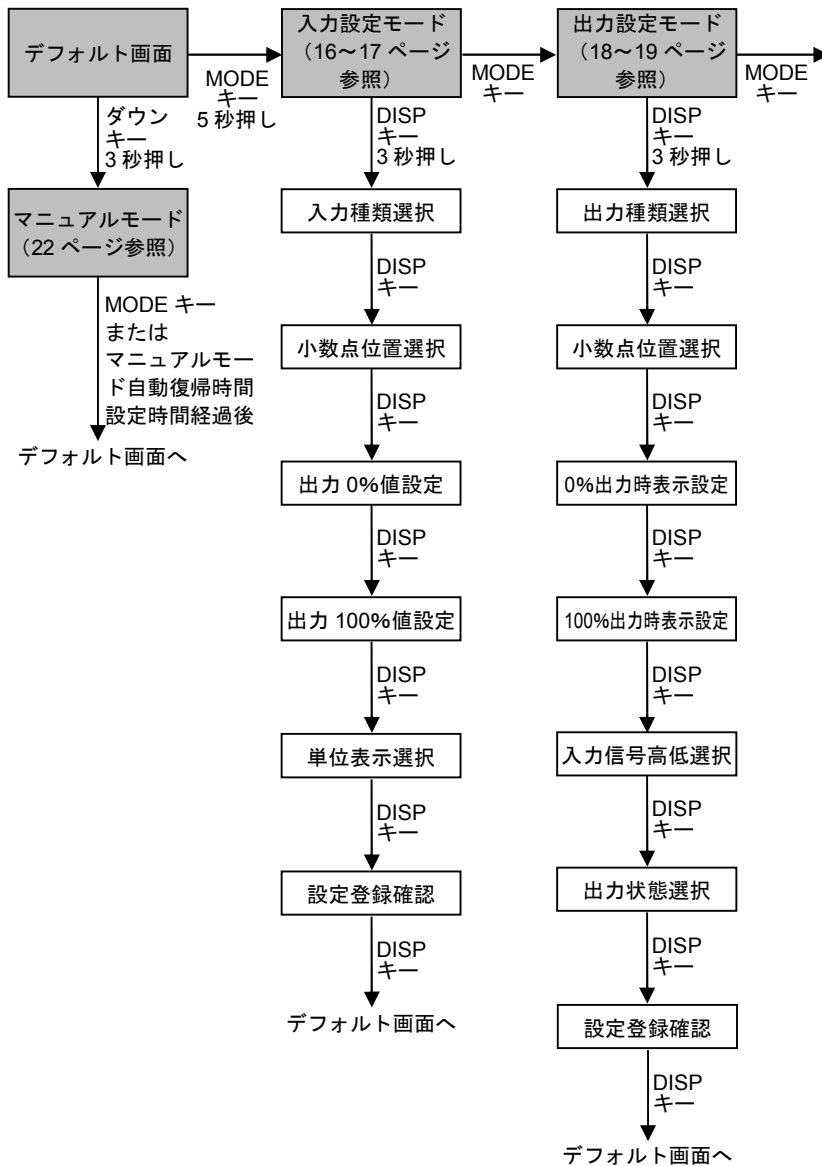 デフォルト画面
MODE
キー
5 秒押し
入力設定モード
（16～17 ページ
参照）
MODE
キー
出力設定モード
（18～19 ページ
参照）
MODE
キー
ダウン
キー
3 秒押し
マニュアルモード
（22 ページ参照）
MODE キー
または
マニュアルモー
ド自動復帰時間
設定時間経過後
デフォルト画面へ
DISP
キー
3 秒押し
入力種類選択
DISP
キー
小数点位置選択
DISP
キー
出力 0%値設定
DISP
キー
出力 100%値設定
DISP
キー
単位表示選択
DISP
キー
設定登録確認
DISP
キー
デフォルト画面へ
DISP
キー
3 秒押し
出力種類選択
DISP
キー
小数点位置選択
DISP
キー
0%出力時表示設定
DISP
キー
100%出力時表示設定
DISP
キー
入力信号高低選択
DISP
キー
出力状態選択
DISP
キー
設定登録確認
DISP
キー
デフォルト画面へ